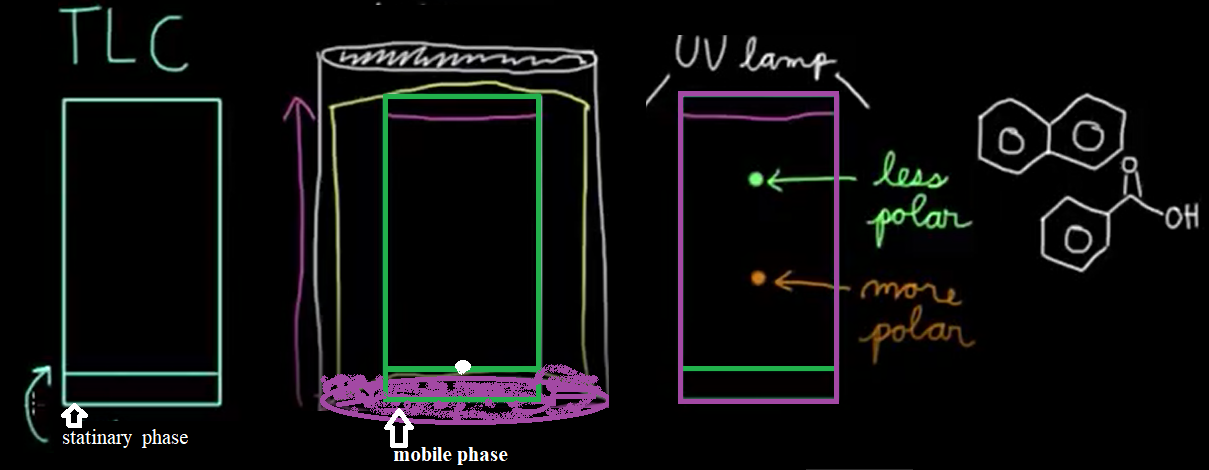 TLC
UV lamp
less
polar
more
polar
O
OH
statinary phase
mobile phase